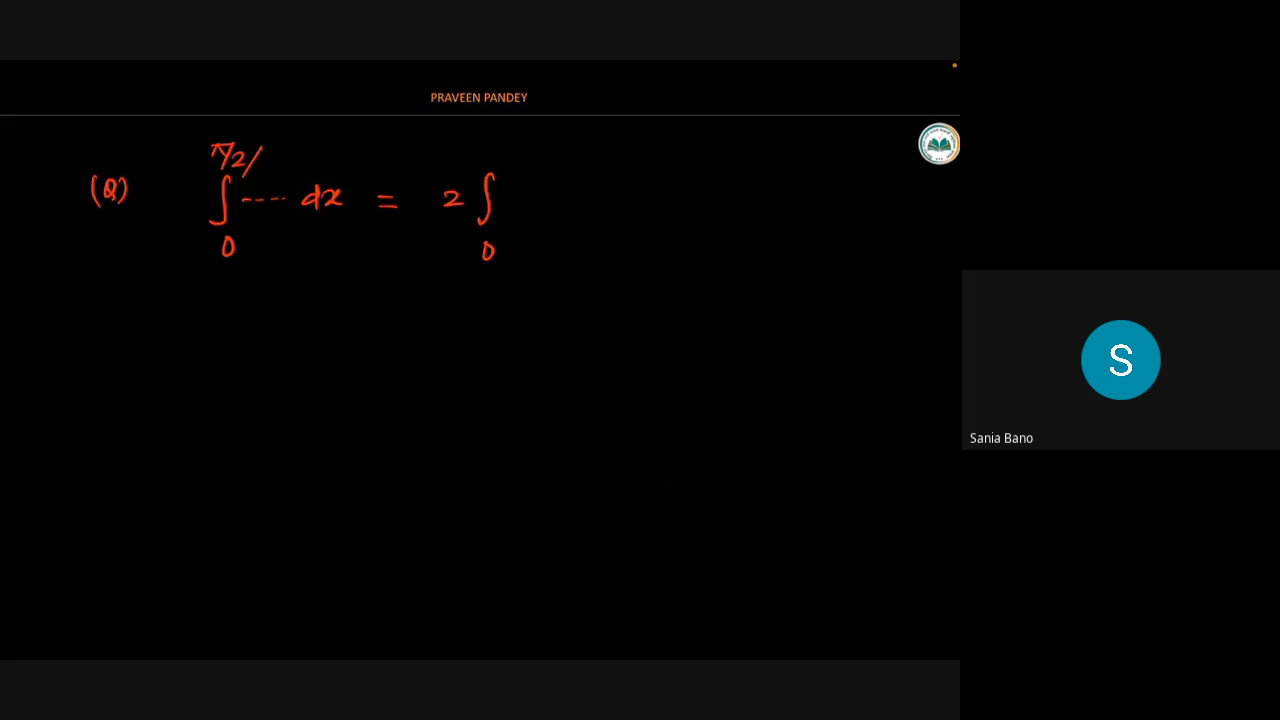 PRAVEEN PANDEY
(Q) ∫₀^{π/2} ---- dx = 2 ∫₀
S
Sania Bano